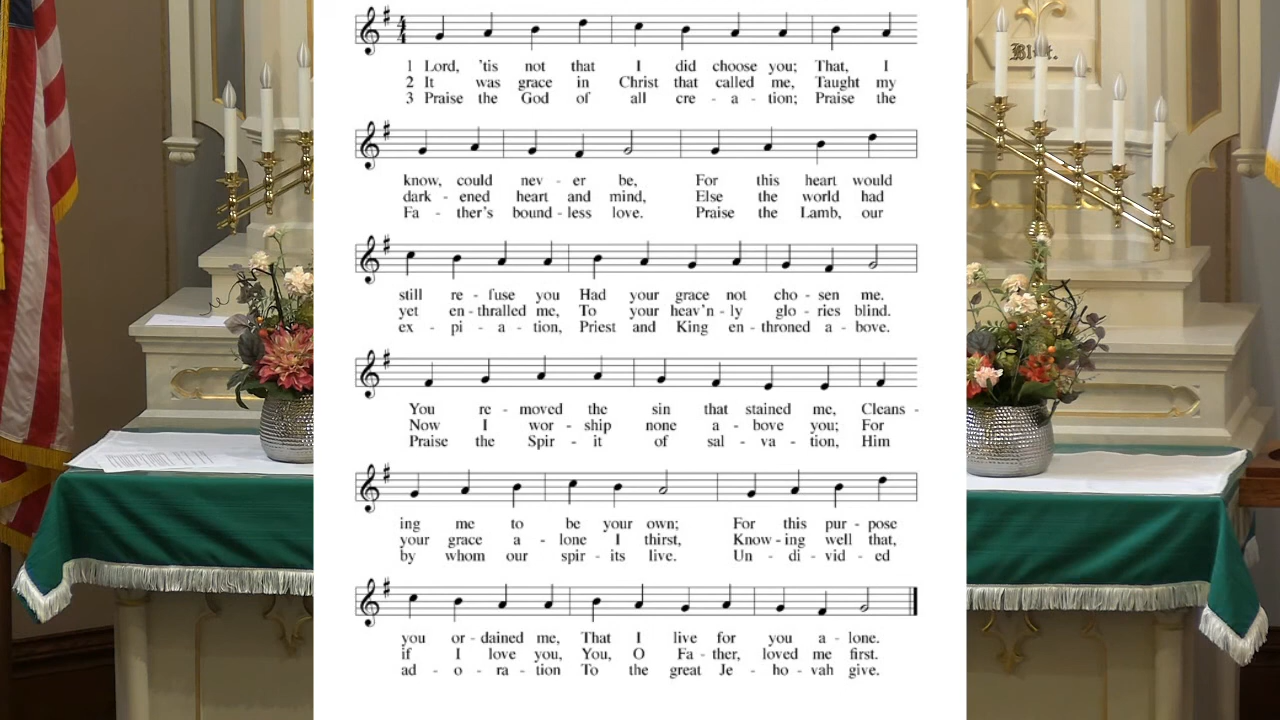 1 Lord, 'tis not that I did choose you; That, I
2 It was grace in Christ that called me, Taught my
3 Praise the God of all cre - a - tion; Praise the
know, could nev - er be, For this heart would
dark - ened heart and mind, Else the world had
Fa - ther's bound - less love. Praise the Lamb, our
still re - fuse you Had your grace not cho - sen me.
yet en - thralled me, To your heav'n - ly glo - ries blind.
ex - pi - a - tion, Priest and King en - throned a - bove.
You re - moved the sin that stained me, Cleans -
Now I wor - ship none a - bove you; For
Praise the Spir - it of sal - va - tion, Him
ing me to be your own; For this pur - pose
your grace a - lone I thirst, Know - ing well that,
by whom our spir - its live. Un - di - vid - ed
you or - dained me, That I live for you a - lone.
if I love you, You, O Fa - ther, loved me first.
ad - o - ra - tion To the great Je - ho - vah give.